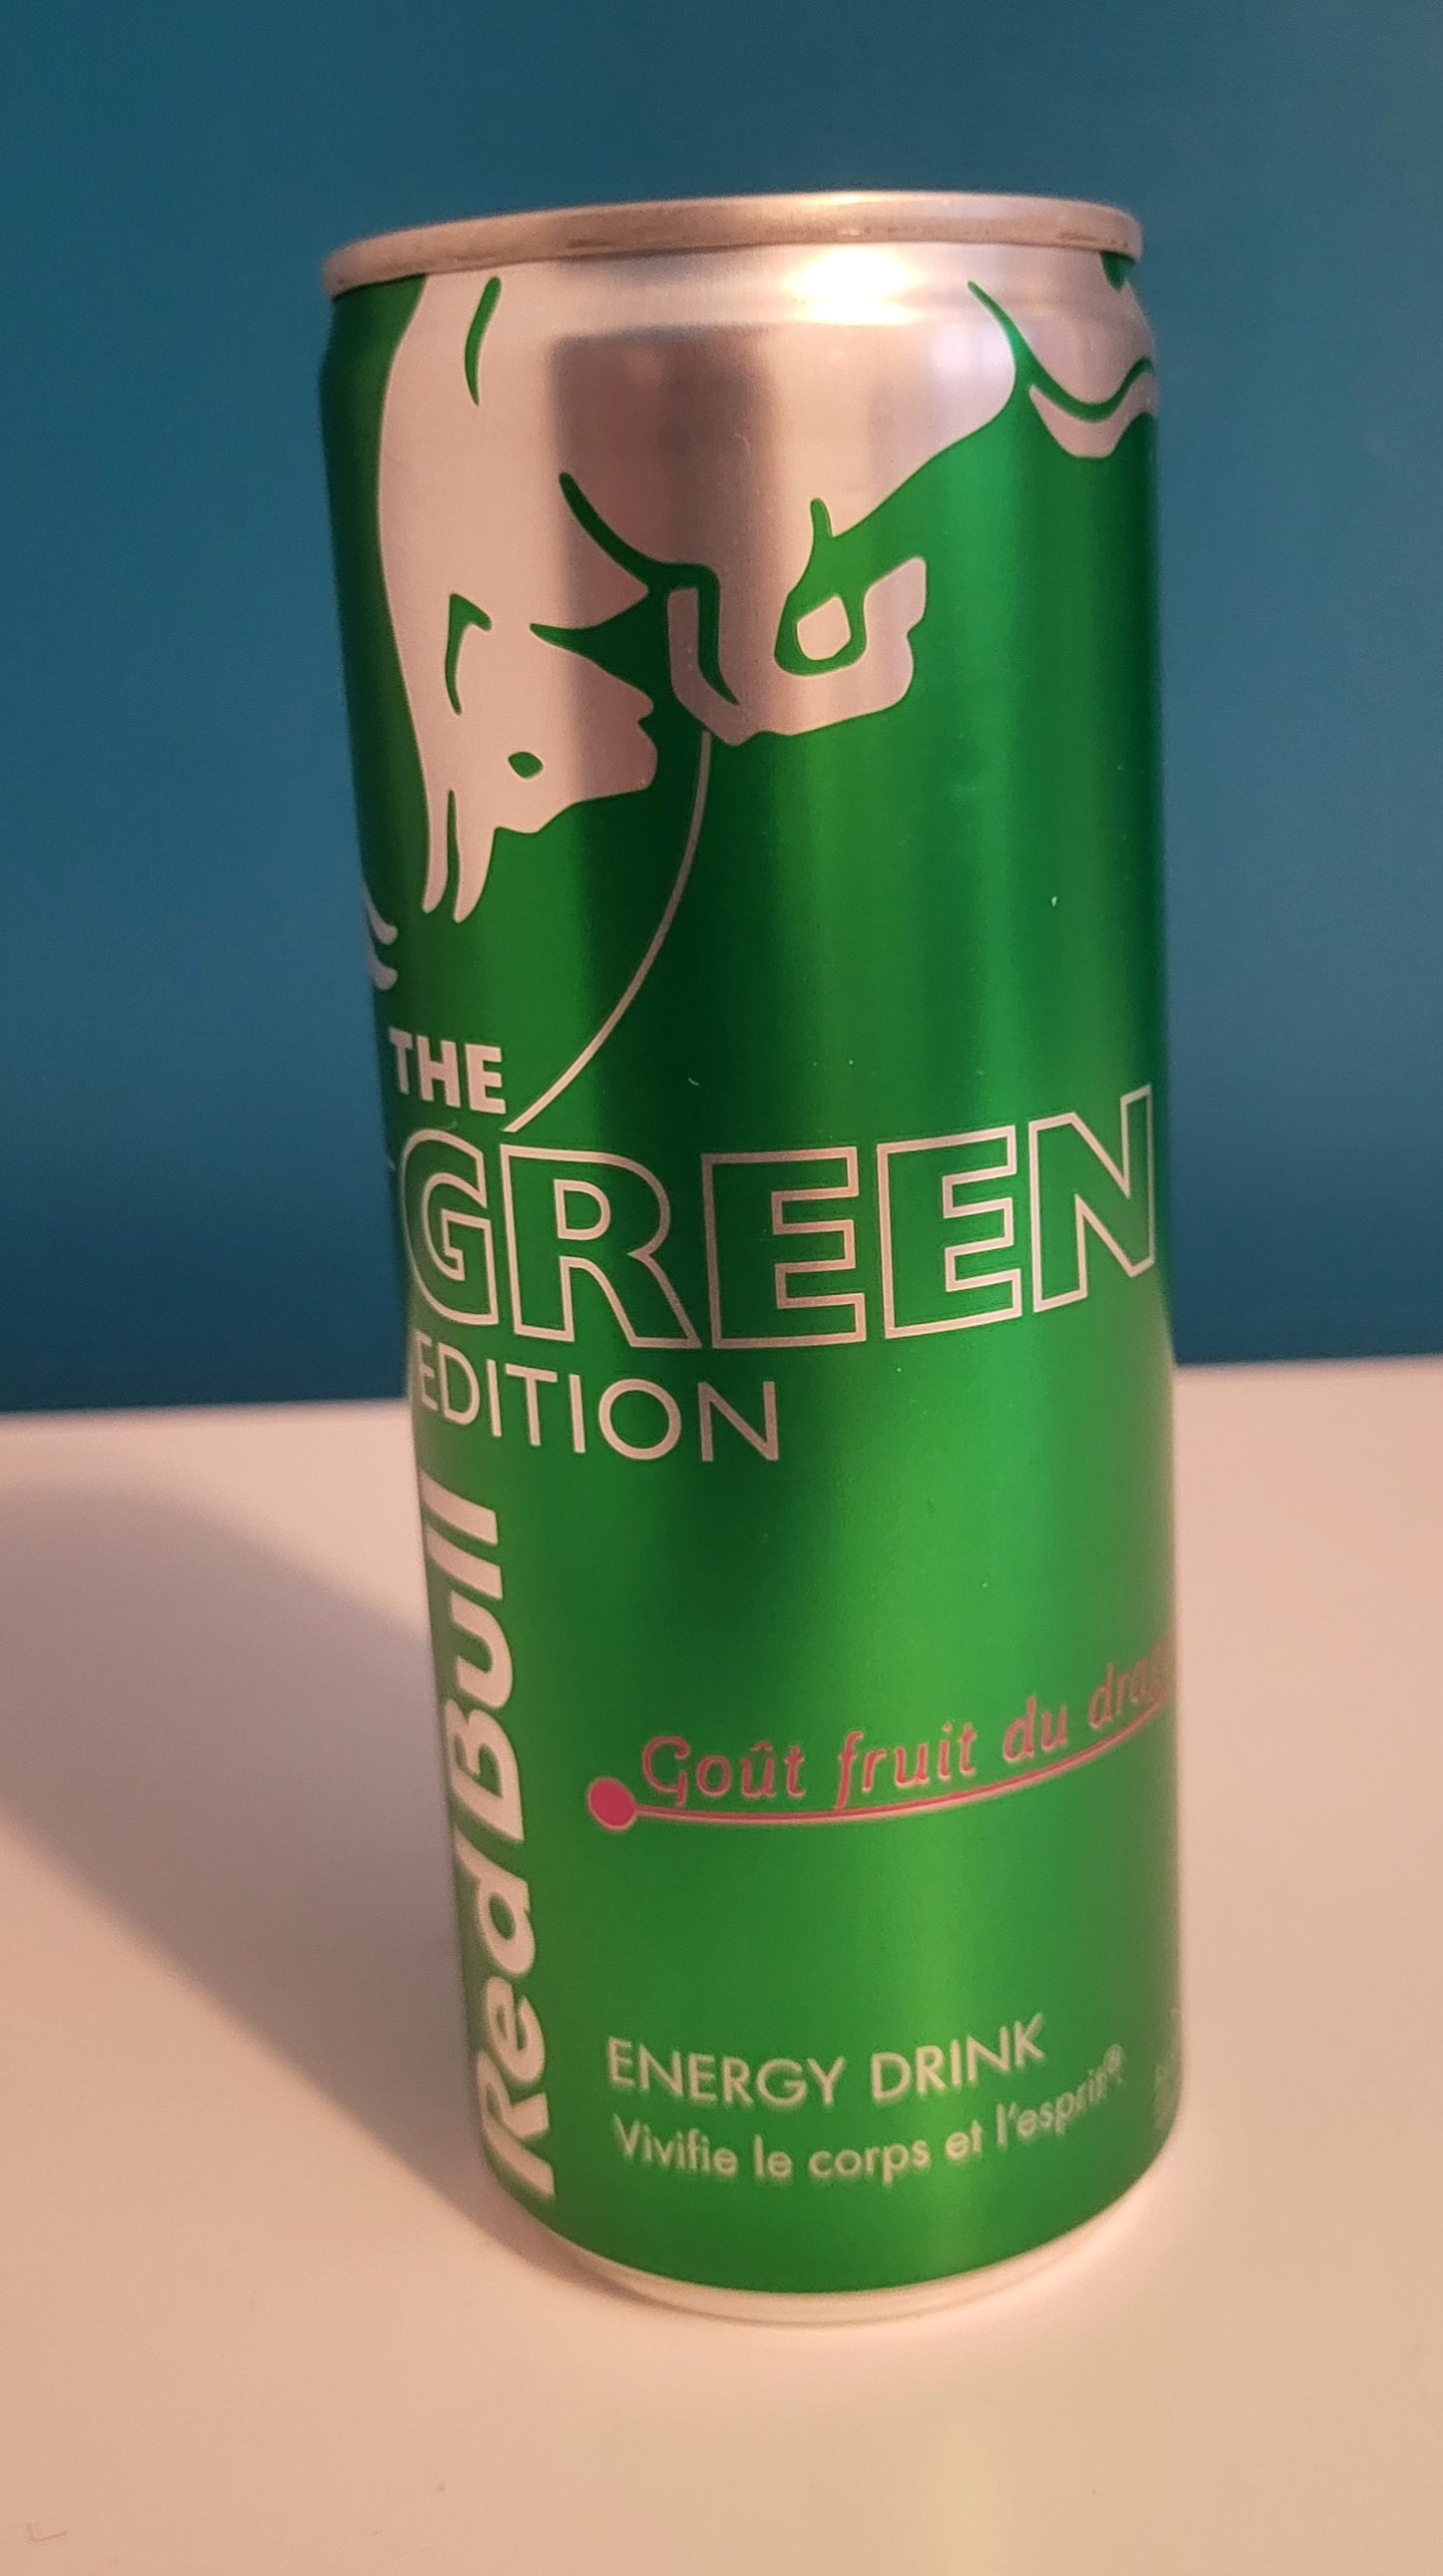 THE
GREEN
EDITION
Red Bull
Goût fruit du
ENERGY DRINK
Vivifie le corps et l'esprit®